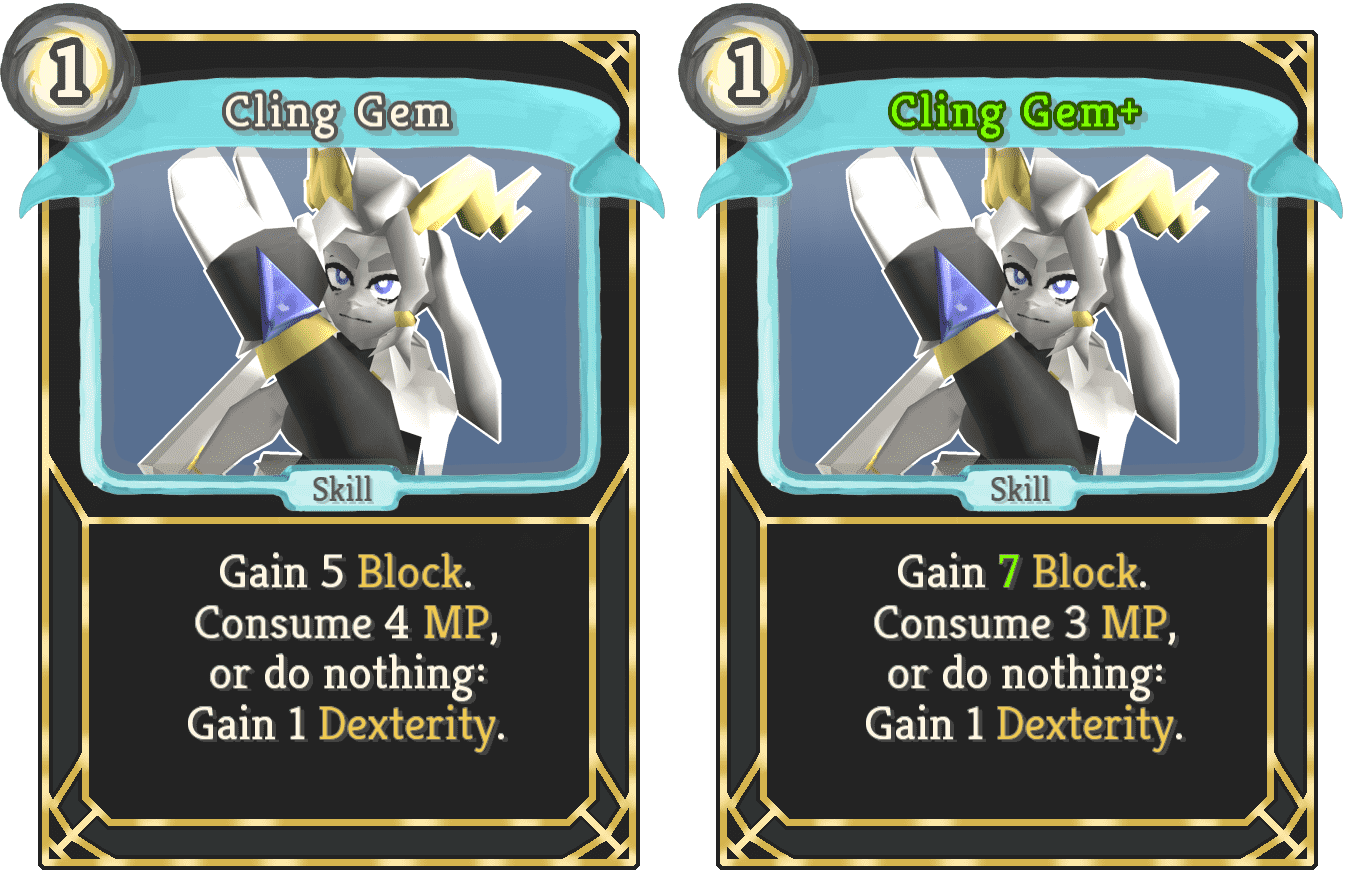 1
Cling Gem
Skill
Gain 5 Block.
Consume 4 MP,
or do nothing:
Gain 1 Dexterity.
1
Cling Gem+
Skill
Gain 7 Block.
Consume 3 MP,
or do nothing:
Gain 1 Dexterity.